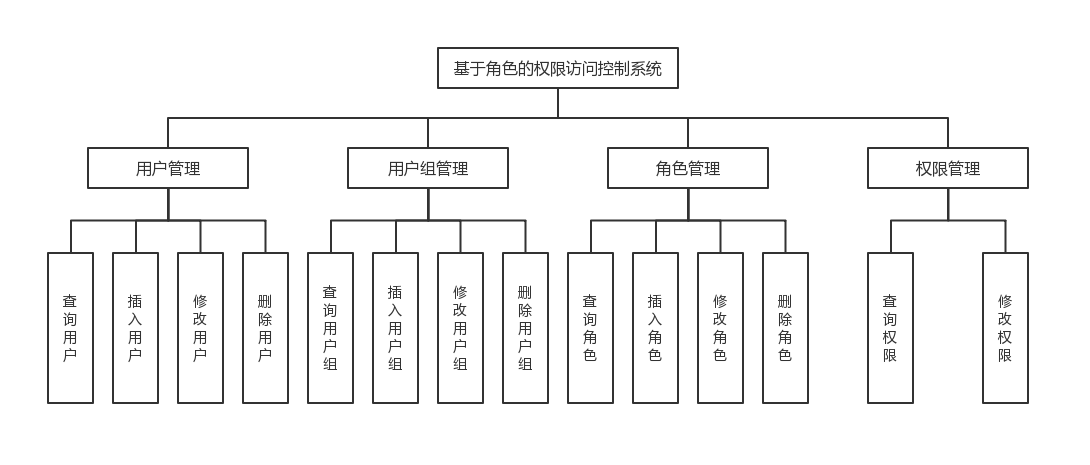 基于角色的权限访问控制系统
用户管理
用户组管理
角色管理
权限管理
查询用户
插入用户
修改用户
删除用户
查询用户组
插入用户组
修改用户组
删除用户组
查询角色
插入角色
修改角色
删除角色
查询权限
修改权限